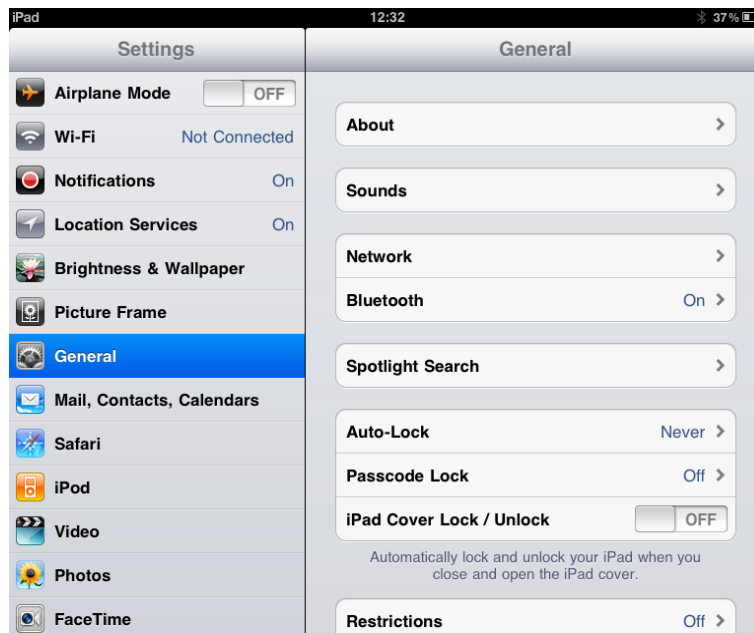 iPad 12:32 37%
Settings
Airplane Mode OFF
Wi-Fi Not Connected
Notifications On
Location Services On
Brightness & Wallpaper
Picture Frame
General
Mail, Contacts, Calendars
Safari
iPod
Video
Photos
FaceTime
General
About
Sounds
Network
Bluetooth On
Spotlight Search
Auto-Lock Never
Passcode Lock Off
iPad Cover Lock / Unlock OFF
Automatically lock and unlock your iPad when you
close and open the iPad cover.
Restrictions Off